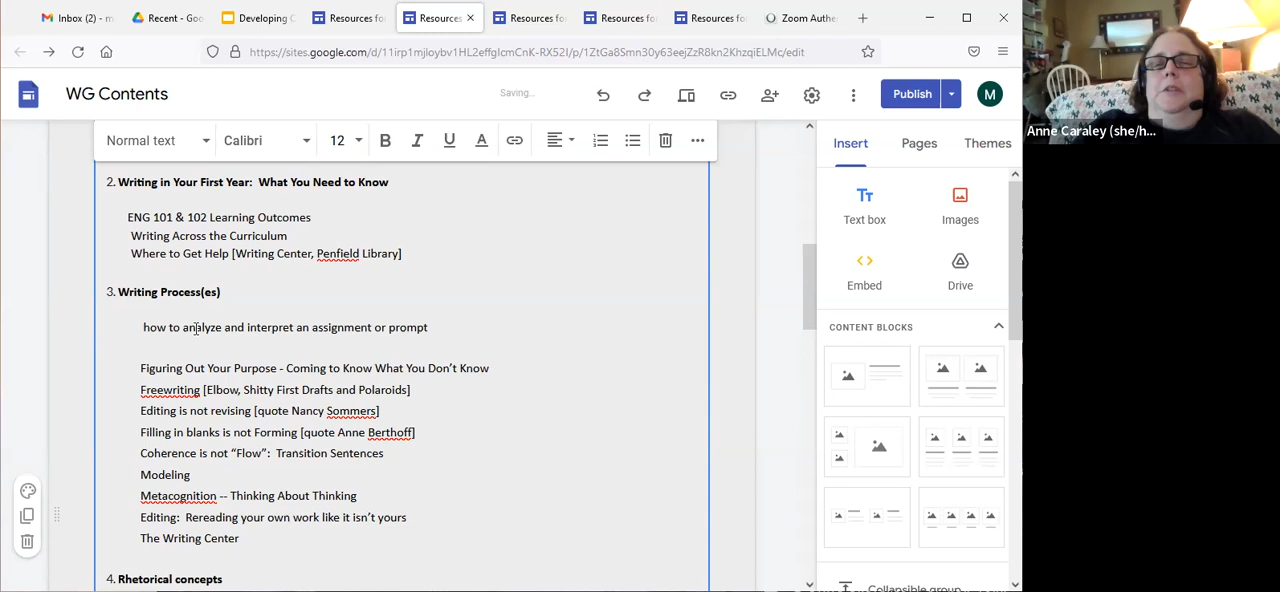 Inbox (2) - m
Recent - Goo
Developing C
Resources fo
Resources
Resources fo
Resources fo
Resources fo
Zoom Authe
https://sites.google.com/d/11irp1mjloybv1HL2effgIcmCnK-RX52I/p/1ZtGa8Smn30y63eejZzR8kn2KhzqiELMc/edit
WG Contents
Saving...
Publish
M
Anne Caraley (she/h...
Normal text
Calibri
12
B I U A
Insert
Pages
Themes
Tт
Text box
Images
Embed
Drive
CONTENT BLOCKS
Collapsible group
2. Writing in Your First Year:  What You Need to Know
ENG 101 & 102 Learning Outcomes
Writing Across the Curriculum
Where to Get Help [Writing Center, Penfield Library]
3. Writing Process(es)
how to analyze and interpret an assignment or prompt
Figuring Out Your Purpose - Coming to Know What You Don’t Know
Freewriting [Elbow, Shitty First Drafts and Polaroids]
Editing is not revising [quote Nancy Sommers]
Filling in blanks is not Forming [quote Anne Berthoff]
Coherence is not “Flow”:  Transition Sentences
Modeling
Metacognition -- Thinking About Thinking
Editing:  Rereading your own work like it isn’t yours
The Writing Center
4. Rhetorical concepts